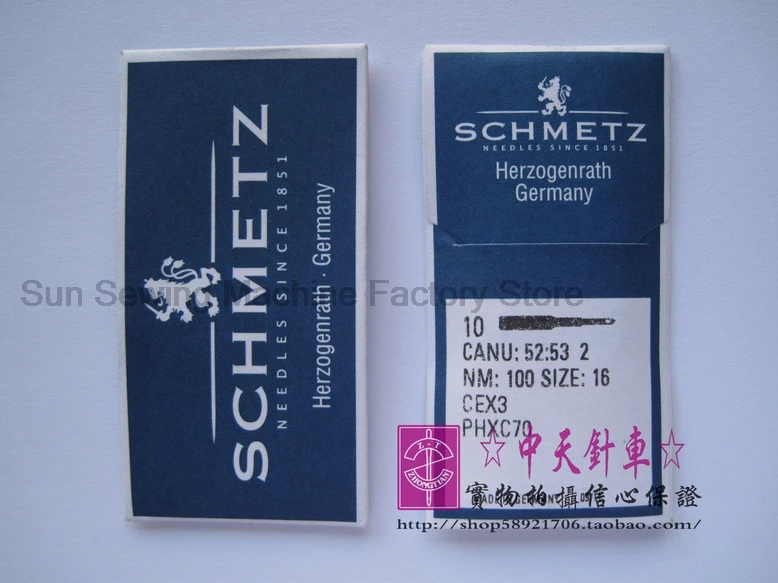 SCHMETZ
NEEDLES SINCE 1851
Herzogenrath · Germany
SCHMETZ
NEEDLES SINCE 1851
Herzogenrath
Germany
Sun Sewing Machine Factory Store
10
CANU: 52:53 2
NM: 100 SIZE: 16
CEX3
PHXC70
Z·T
ZHONGTIAN
☆中天針車☆
實物拍攝信心保證
http://shop58921706.taobao.com/